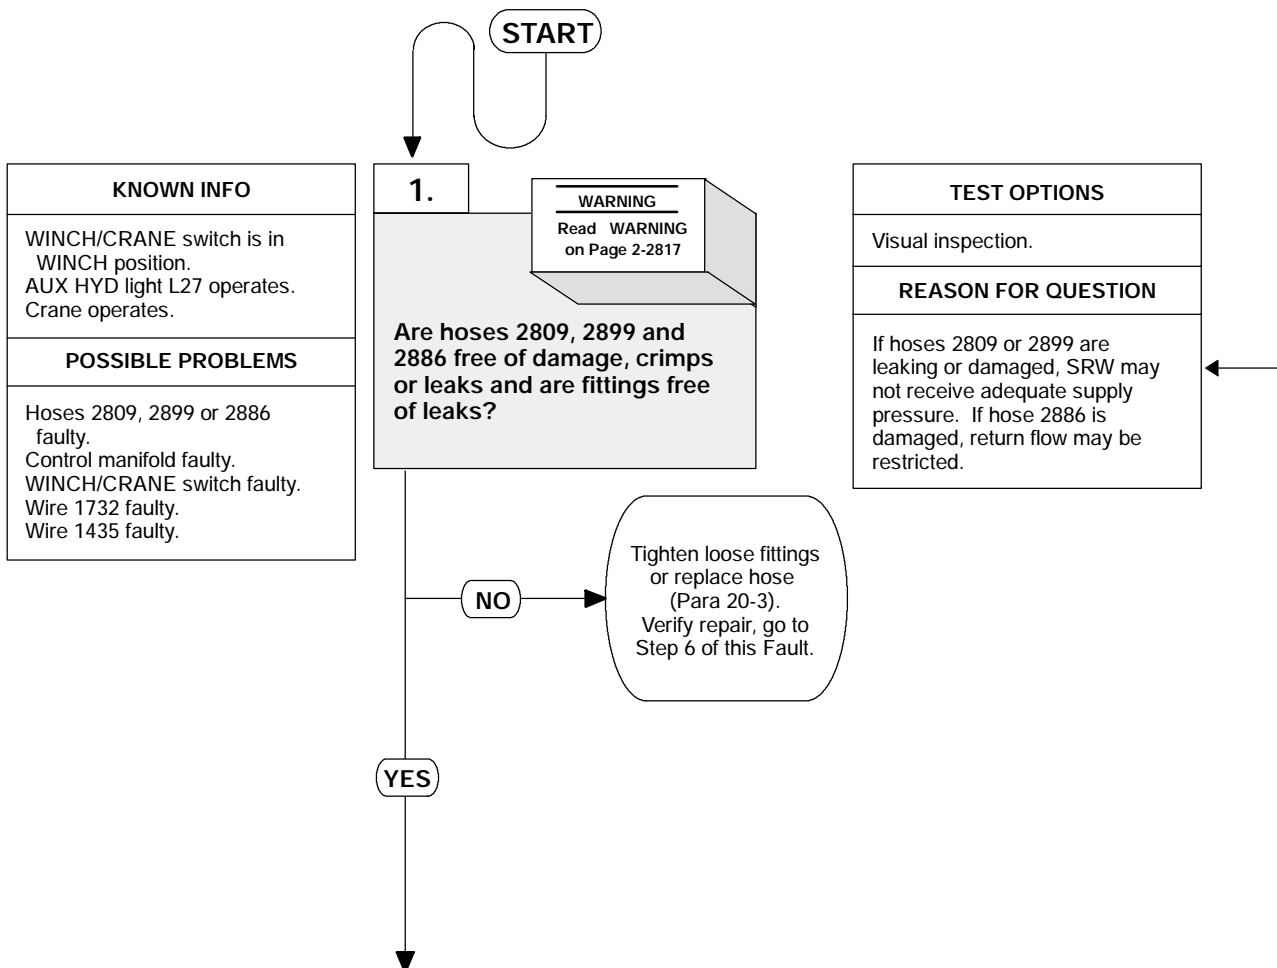 START
KNOWN INFO
WINCH/CRANE switch is in
WINCH position.
AUX HYD light L27 operates.
Crane operates.
POSSIBLE PROBLEMS
Hoses 2809, 2899 or 2886
faulty.
Control manifold faulty.
WINCH/CRANE switch faulty.
Wire 1732 faulty.
Wire 1435 faulty.
1.
WARNING
Read WARNING
on Page 2-2817
Are hoses 2809, 2899 and
2886 free of damage, crimps
or leaks and are fittings free
of leaks?
TEST OPTIONS
Visual inspection.
REASON FOR QUESTION
If hoses 2809 or 2899 are
leaking or damaged, SRW may
not receive adequate supply
pressure. If hose 2886 is
damaged, return flow may be
restricted.
NO
Tighten loose fittings
or replace hose
(Para 20-3).
Verify repair, go to
Step 6 of this Fault.
YES